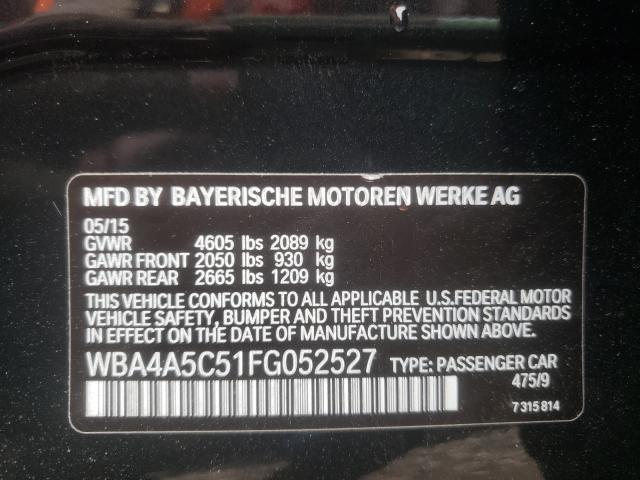 MFD BY BAYERISCHE MOTOREN WERKE AG
05/15
GVWR 4605 lbs 2089 kg
GAWR FRONT 2050 lbs 930 kg
GAWR REAR 2665 lbs 1209 kg
THIS VEHICLE CONFORMS TO ALL APPLICABLE U.S.FEDERAL MOTOR
VEHICLE SAFETY, BUMPER AND THEFT PREVENTION STANDARDS
IN EFFECT ON THE DATE OF MANUFACTURE SHOWN ABOVE.
WBA4A5C51FG052527 TYPE: PASSENGER CAR
475/9
7 315 814